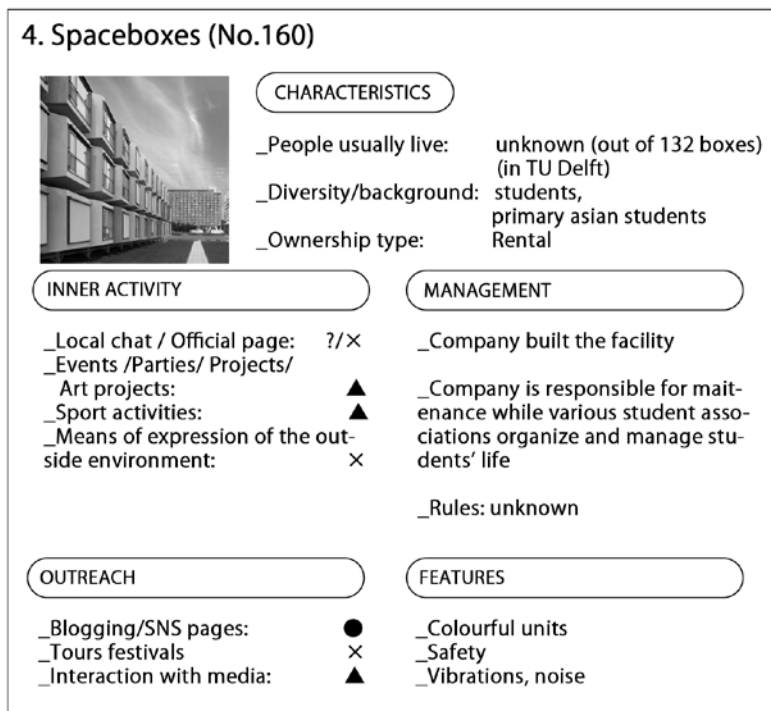 4. Spaceboxes (No.160)
CHARACTERISTICS
_People usually live: unknown (out of 132 boxes)
(in TU Delft)
_Diversity/background: students,
primary asian students
_Ownership type: Rental
INNER ACTIVITY
_Local chat / Official page: ?/×
_Events /Parties/ Projects/
Art projects: ▲
_Sport activities: ▲
_Means of expression of the out-
side environment: ×
MANAGEMENT
_Company built the facility
_Company is responsible for mait-
enance while various student asso-
ciations organize and manage stu-
dents' life
_Rules: unknown
OUTREACH
_Blogging/SNS pages: ●
_Tours festivals ×
_Interaction with media: ▲
FEATURES
_Colourful units
_Safety
_Vibrations, noise